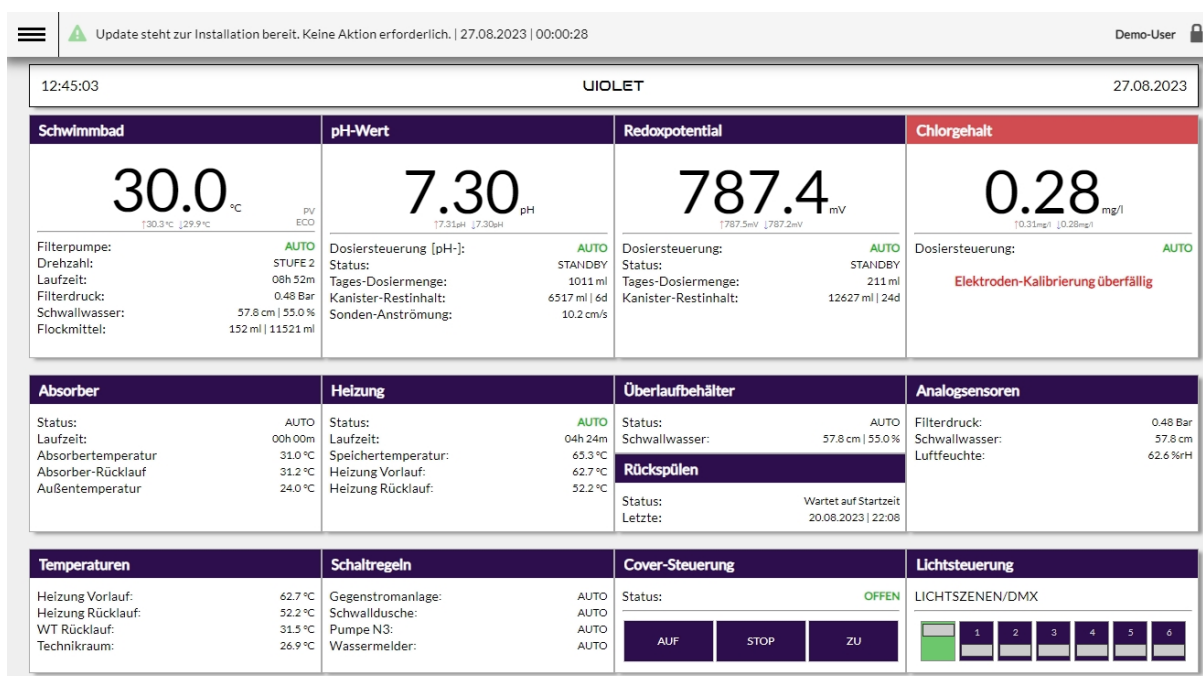 Update steht zur Installation bereit. Keine Aktion erforderlich. | 27.08.2023 | 00:00:28
Demo-User
12:45:03
VIOLET
27.08.2023
Schwimmbad
30.0 °C
PV
ECO
↑30.3°C ↓29.9°C
Filterpumpe: AUTO
Drehzahl: STUFE 2
Laufzeit: 08h 52m
Filterdruck: 0.48 Bar
Schwallwasser: 57.8 cm | 55.0 %
Flockmittel: 152 ml | 11521 ml
pH-Wert
7.30 pH
↑7.31pH ↓7.30pH
Dosiersteuerung [pH-]: AUTO
Status: STANDBY
Tages-Dosiermenge: 1011 ml
Kanister-Restinhalt: 6517 ml | 6d
Sonden-Anströmung: 10.2 cm/s
Redoxpotential
787.4 mV
↑787.5mV ↓787.2mV
Dosiersteuerung: AUTO
Status: STANDBY
Tages-Dosiermenge: 211 ml
Kanister-Restinhalt: 12627 ml | 24d
Chlorgehalt
0.28 mg/l
↑0.31mg/l ↓0.28mg/l
Dosiersteuerung: AUTO
Elektroden-Kalibrierung überfällig
Absorber
Status: AUTO
Laufzeit: 00h 00m
Absorbertemperatur 31.0 °C
Absorber-Rücklauf 31.2 °C
Außentemperatur 24.0 °C
Heizung
Status: AUTO
Laufzeit: 04h 24m
Speichertemperatur: 65.3 °C
Heizung Vorlauf: 62.7 °C
Heizung Rücklauf: 52.2 °C
Überlaufbehälter
Status: AUTO
Schwallwasser: 57.8 cm | 55.0 %
Rückspülen
Status: Wartet auf Startzeit
Letzte: 20.08.2023 | 22:08
Analogsensoren
Filterdruck: 0.48 Bar
Schwallwasser: 57.8 cm
Luftfeuchte: 62.6 %rH
Temperaturen
Heizung Vorlauf: 62.7 °C
Heizung Rücklauf: 52.2 °C
WT Rücklauf: 31.5 °C
Technikraum: 26.9 °C
Schaltregeln
Gegenstromanlage: AUTO
Schwalldusche: AUTO
Pumpe N3: AUTO
Wassermelder: AUTO
Cover-Steuerung
Status: OFFEN
AUF STOP ZU
Lichtsteuerung
LICHTSZENEN/DMX
1 2 3 4 5 6